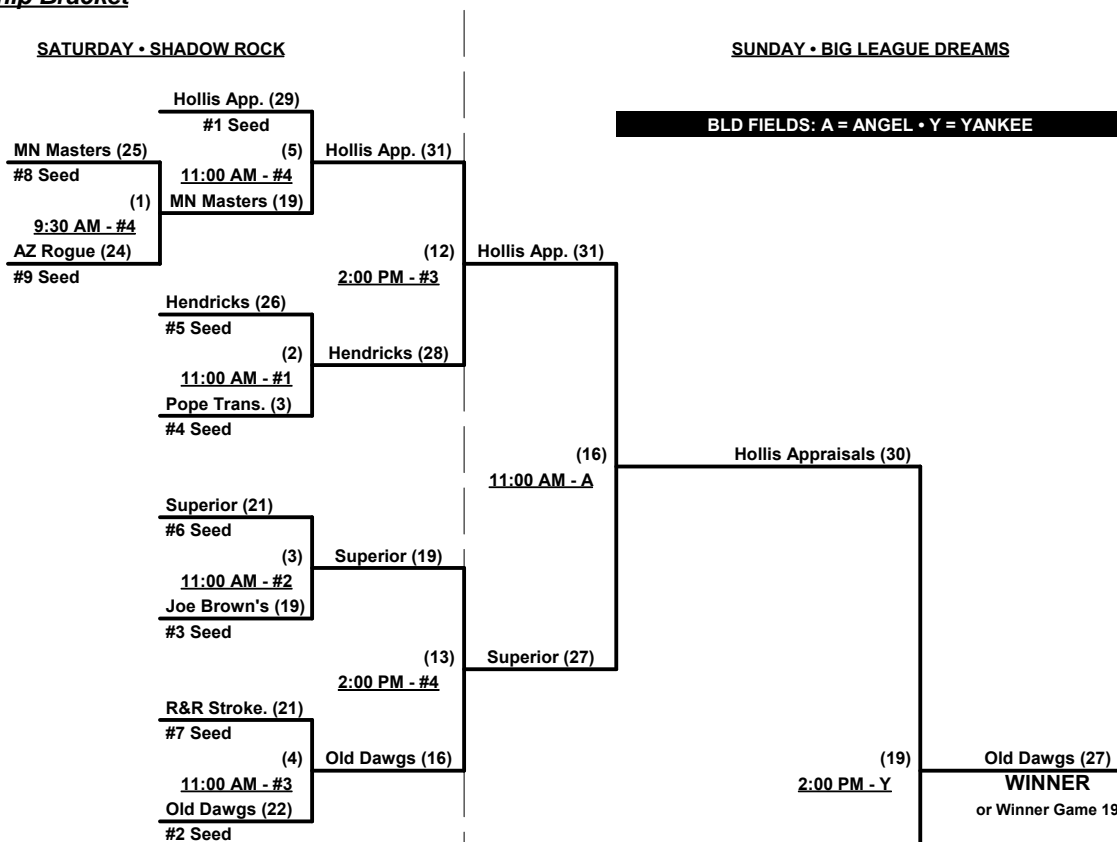 hip Bracket
SATURDAY • SHADOW ROCK
SUNDAY • BIG LEAGUE DREAMS
BLD FIELDS: A = ANGEL • Y = YANKEE
Hollis App. (29)
#1 Seed
MN Masters (25)
(5)
Hollis App. (31)
#8 Seed
11:00 AM - #4
(1)
MN Masters (19)
9:30 AM - #4
AZ Rogue (24)
(12)
Hollis App. (31)
#9 Seed
2:00 PM - #3
Hendricks (26)
#5 Seed
(2)
Hendricks (28)
11:00 AM - #1
Pope Trans. (3)
#4 Seed
(16)
Hollis Appraisals (30)
11:00 AM - A
Superior (21)
#6 Seed
(3)
Superior (19)
11:00 AM - #2
Joe Brown's (19)
#3 Seed
(13)
Superior (27)
2:00 PM - #4
R&R Stroke. (21)
#7 Seed
(4)
Old Dawgs (16)
(19)
Old Dawgs (27)
11:00 AM - #3
2:00 PM - Y
WINNER
Old Dawgs (22)
or Winner Game 19
#2 Seed